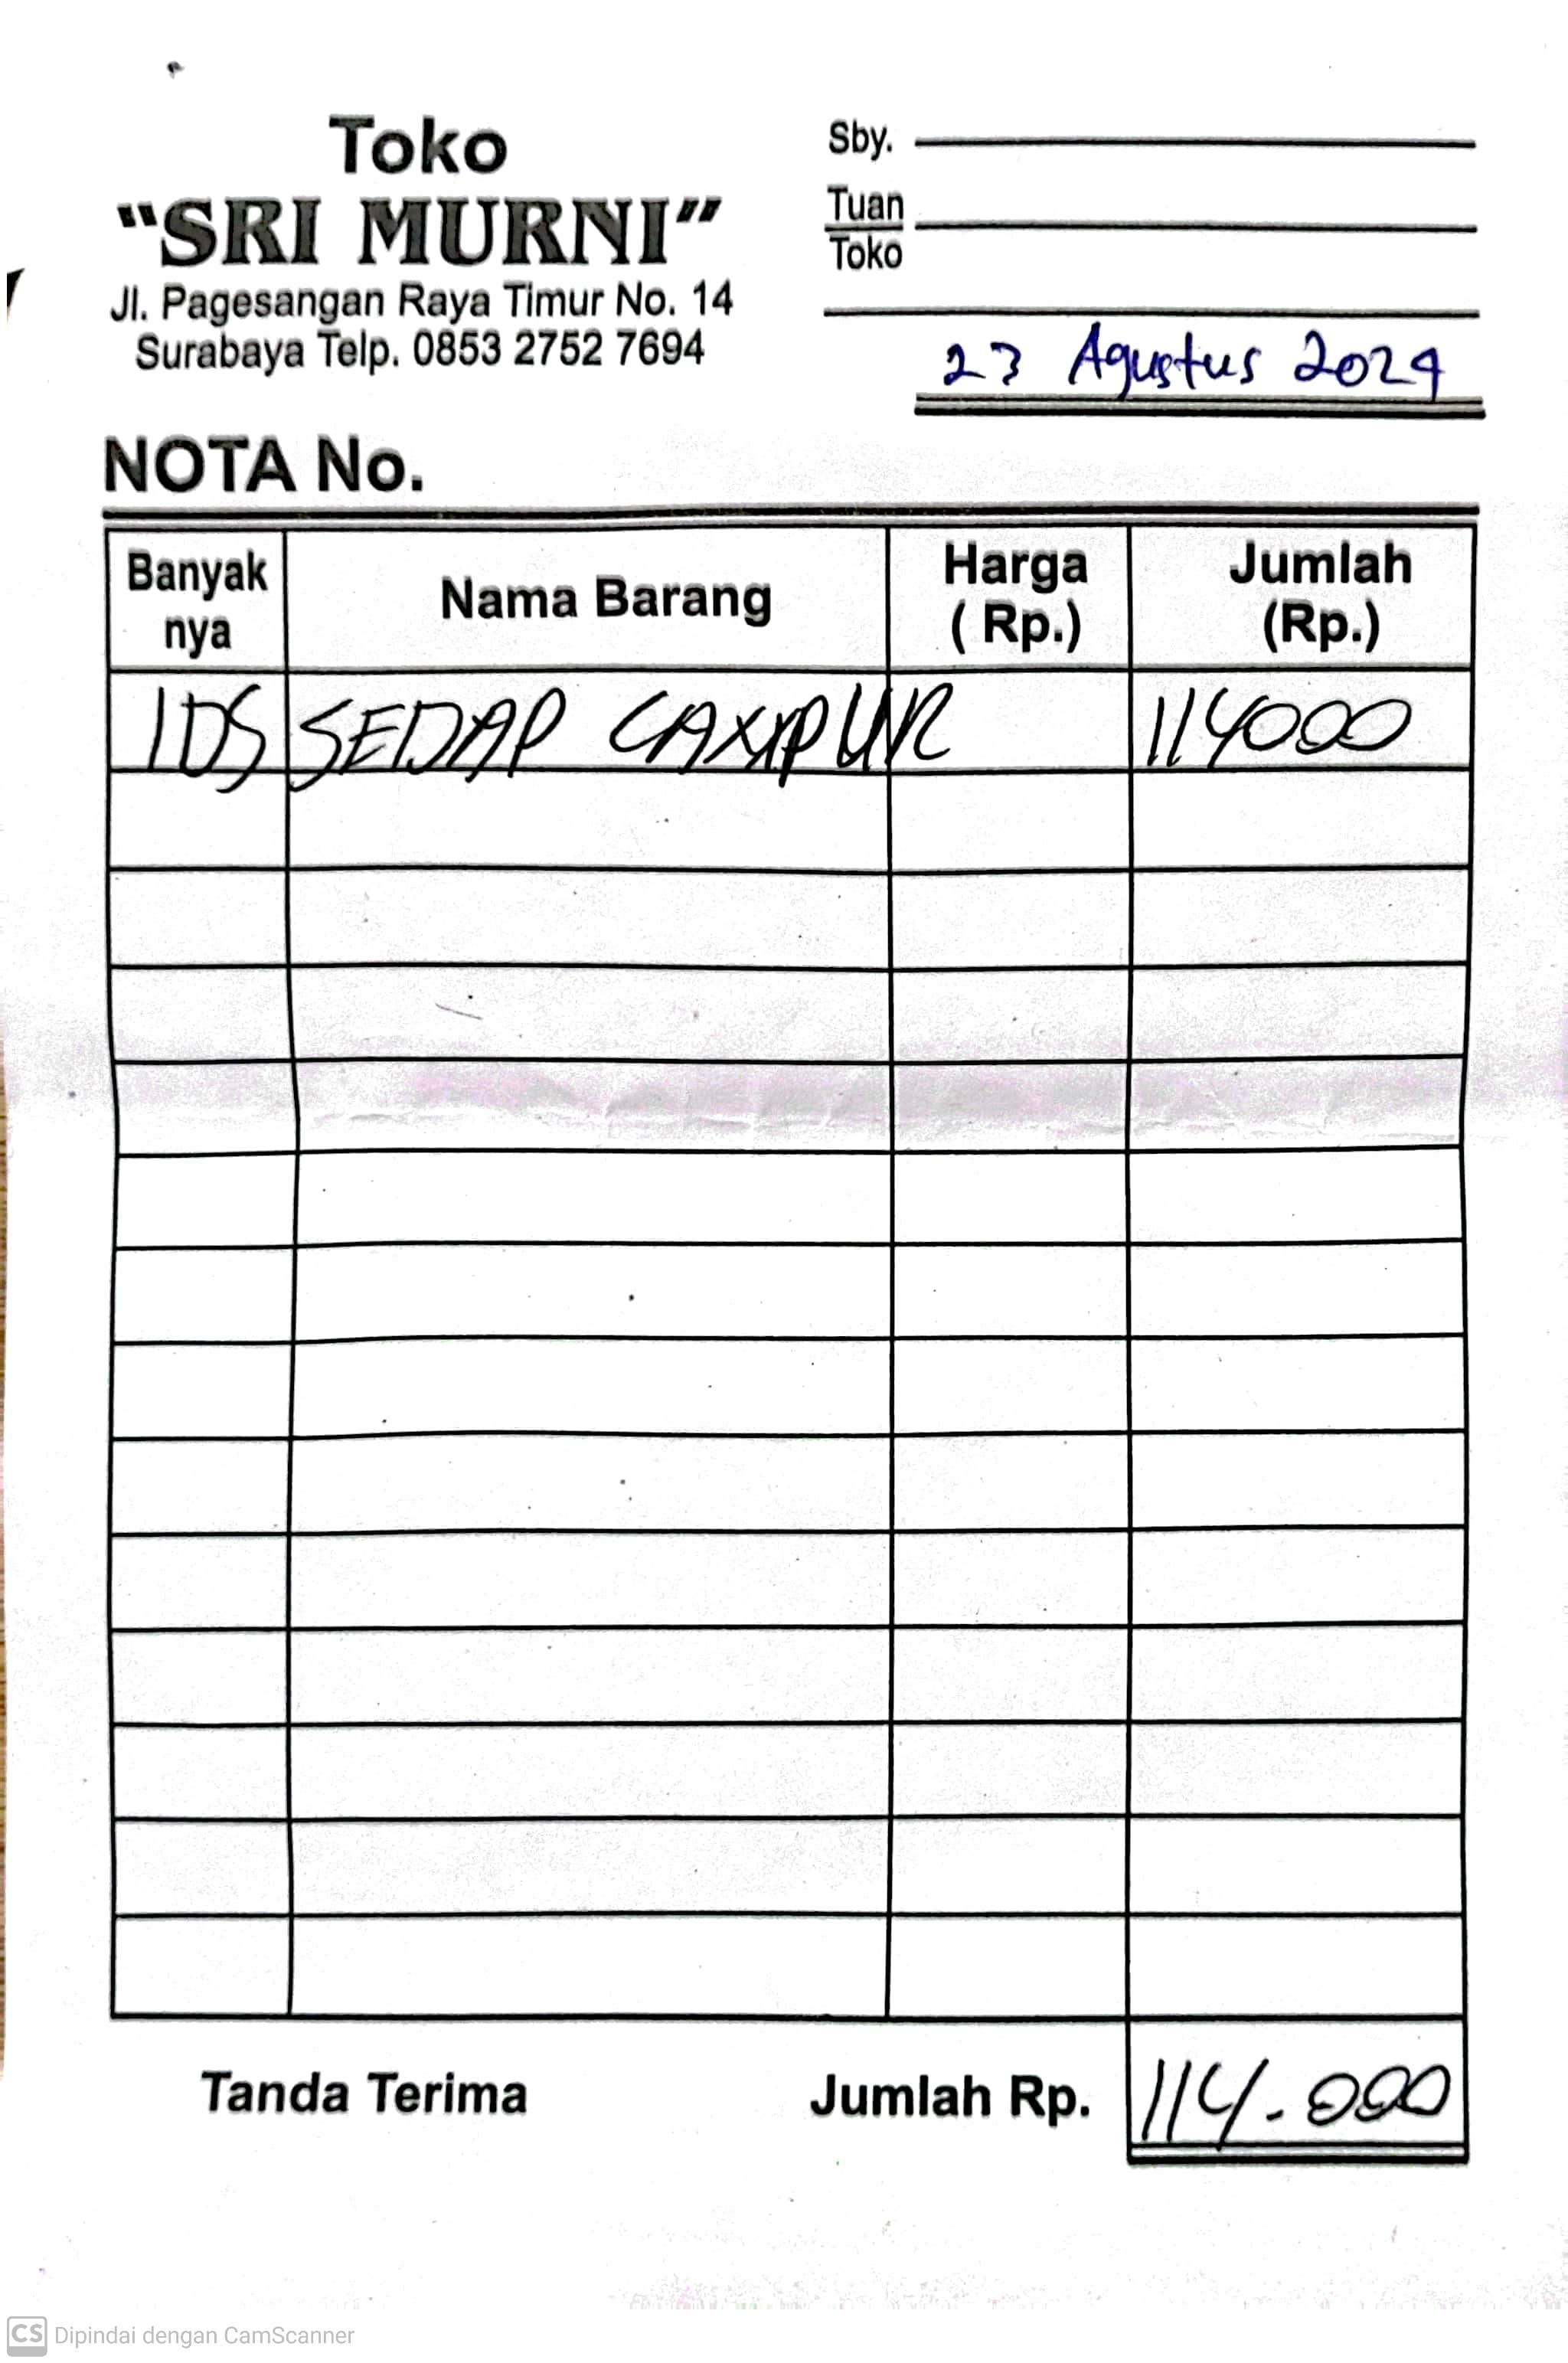 Toko
"SRI MURNI"
Jl. Pagesangan Raya Timur No. 14
Surabaya Telp. 0853 2752 7694
Sby.
Tuan
Toko
23 Agustus 2024
NOTA No.
Banyak nya Nama Barang Harga ( Rp.) Jumlah (Rp.)
1DS SEDAP CAMPUR 114000
Tanda Terima Jumlah Rp. 114.000
CS Dipindai dengan CamScanner